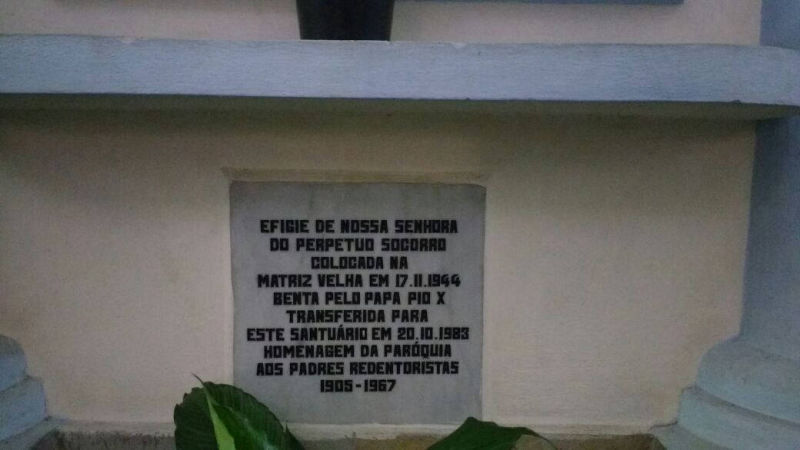 EFIGIE DE NOSSA SENHORA
DO PERPETUO SOCORRO
COLOCADA NA
MATRIZ VELHA EM 17.11.1944
BENTA PELO PAPA PIO X
TRANSFERIDA PARA
ESTE SANTUÁRIO EM 20.10.1983
HOMENAGEM DA PARÓQUIA
AOS PADRES REDENTORISTAS
1905-1967